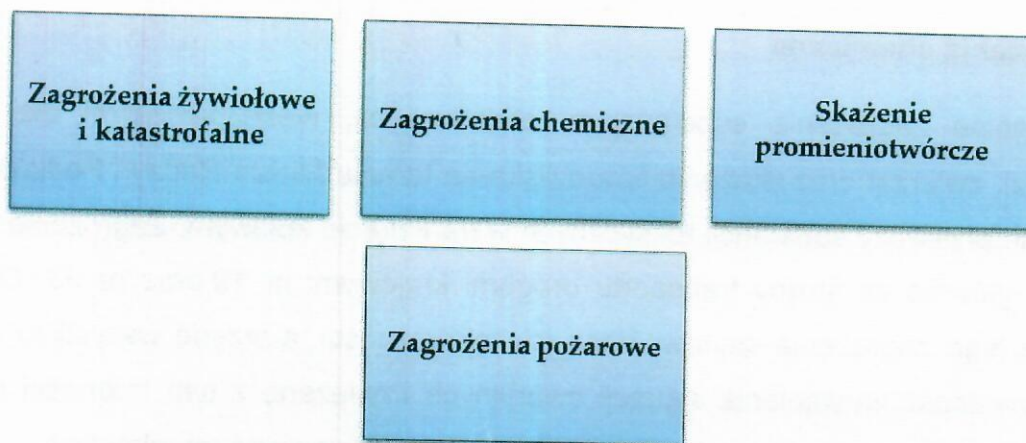 Zagrożenia żywiołowe
i katastrofalne
Zagrożenia chemiczne
Skażenie
promieniotwórcze
Zagrożenia pożarowe